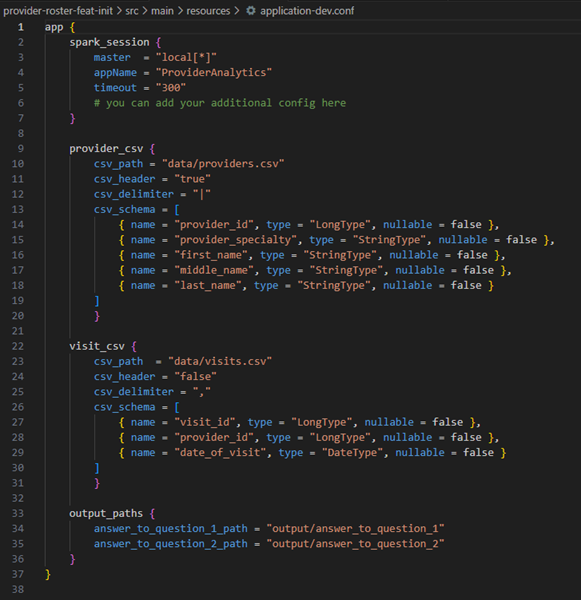 provider-roster-feat-init > src > main > resources > application-dev.conf
1 app {
2     spark_session {
3         master  = "local[*]"
4         appName = "ProviderAnalytics"
5         timeout = "300"
6         # you can add your additional config here
7     }
8
9     provider_csv {
10         csv_path = "data/providers.csv"
11         csv_header = "true"
12         csv_delimiter = "|"
13         csv_schema = [
14             { name = "provider_id", type = "LongType", nullable = false },
15             { name = "provider_specialty", type = "StringType", nullable = false },
16             { name = "first_name", type = "StringType", nullable = false },
17             { name = "middle_name", type = "StringType", nullable = false },
18             { name = "last_name", type = "StringType", nullable = false }
19         ]
20         }
21
22     visit_csv {
23         csv_path  = "data/visits.csv"
24         csv_header = "false"
25         csv_delimiter = ","
26         csv_schema = [
27             { name = "visit_id", type = "LongType", nullable = false },
28             { name = "provider_id", type = "LongType", nullable = false },
29             { name = "date_of_visit", type = "DateType", nullable = false }
30         ]
31         }
32
33     output_paths {
34         answer_to_question_1_path = "output/answer_to_question_1"
35         answer_to_question_2_path = "output/answer_to_question_2"
36     }
37 }
38